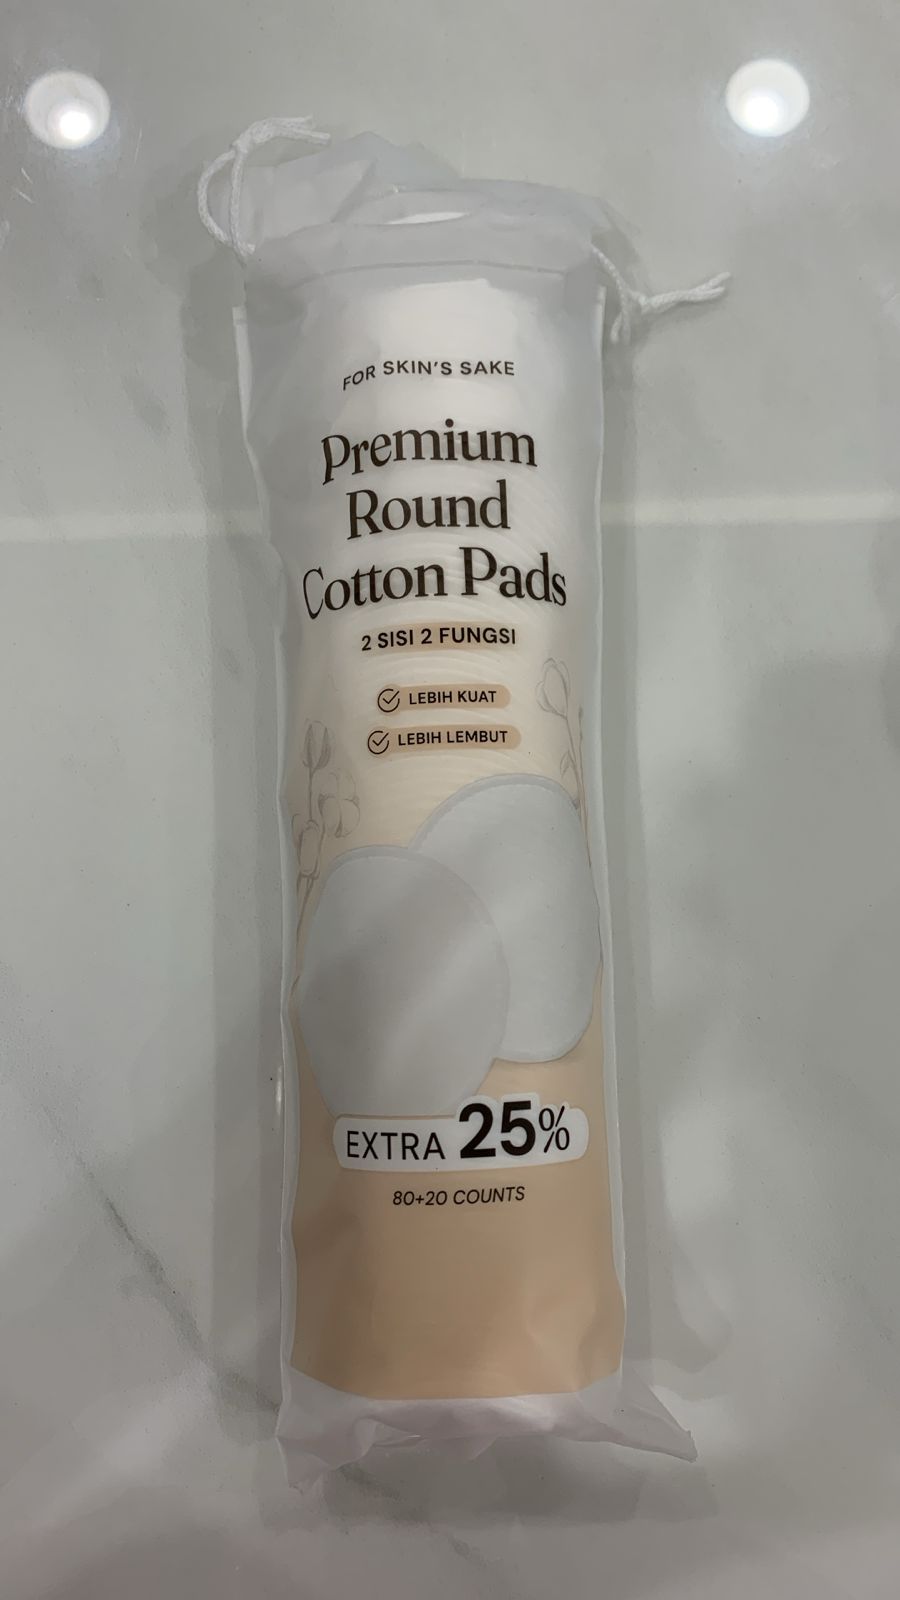 FOR SKIN'S SAKE
Premium
Round
Cotton Pads
2 SISI 2 FUNGSI
LEBIH KUAT
LEBIH LEMBUT
EXTRA 25%
80+20 COUNTS